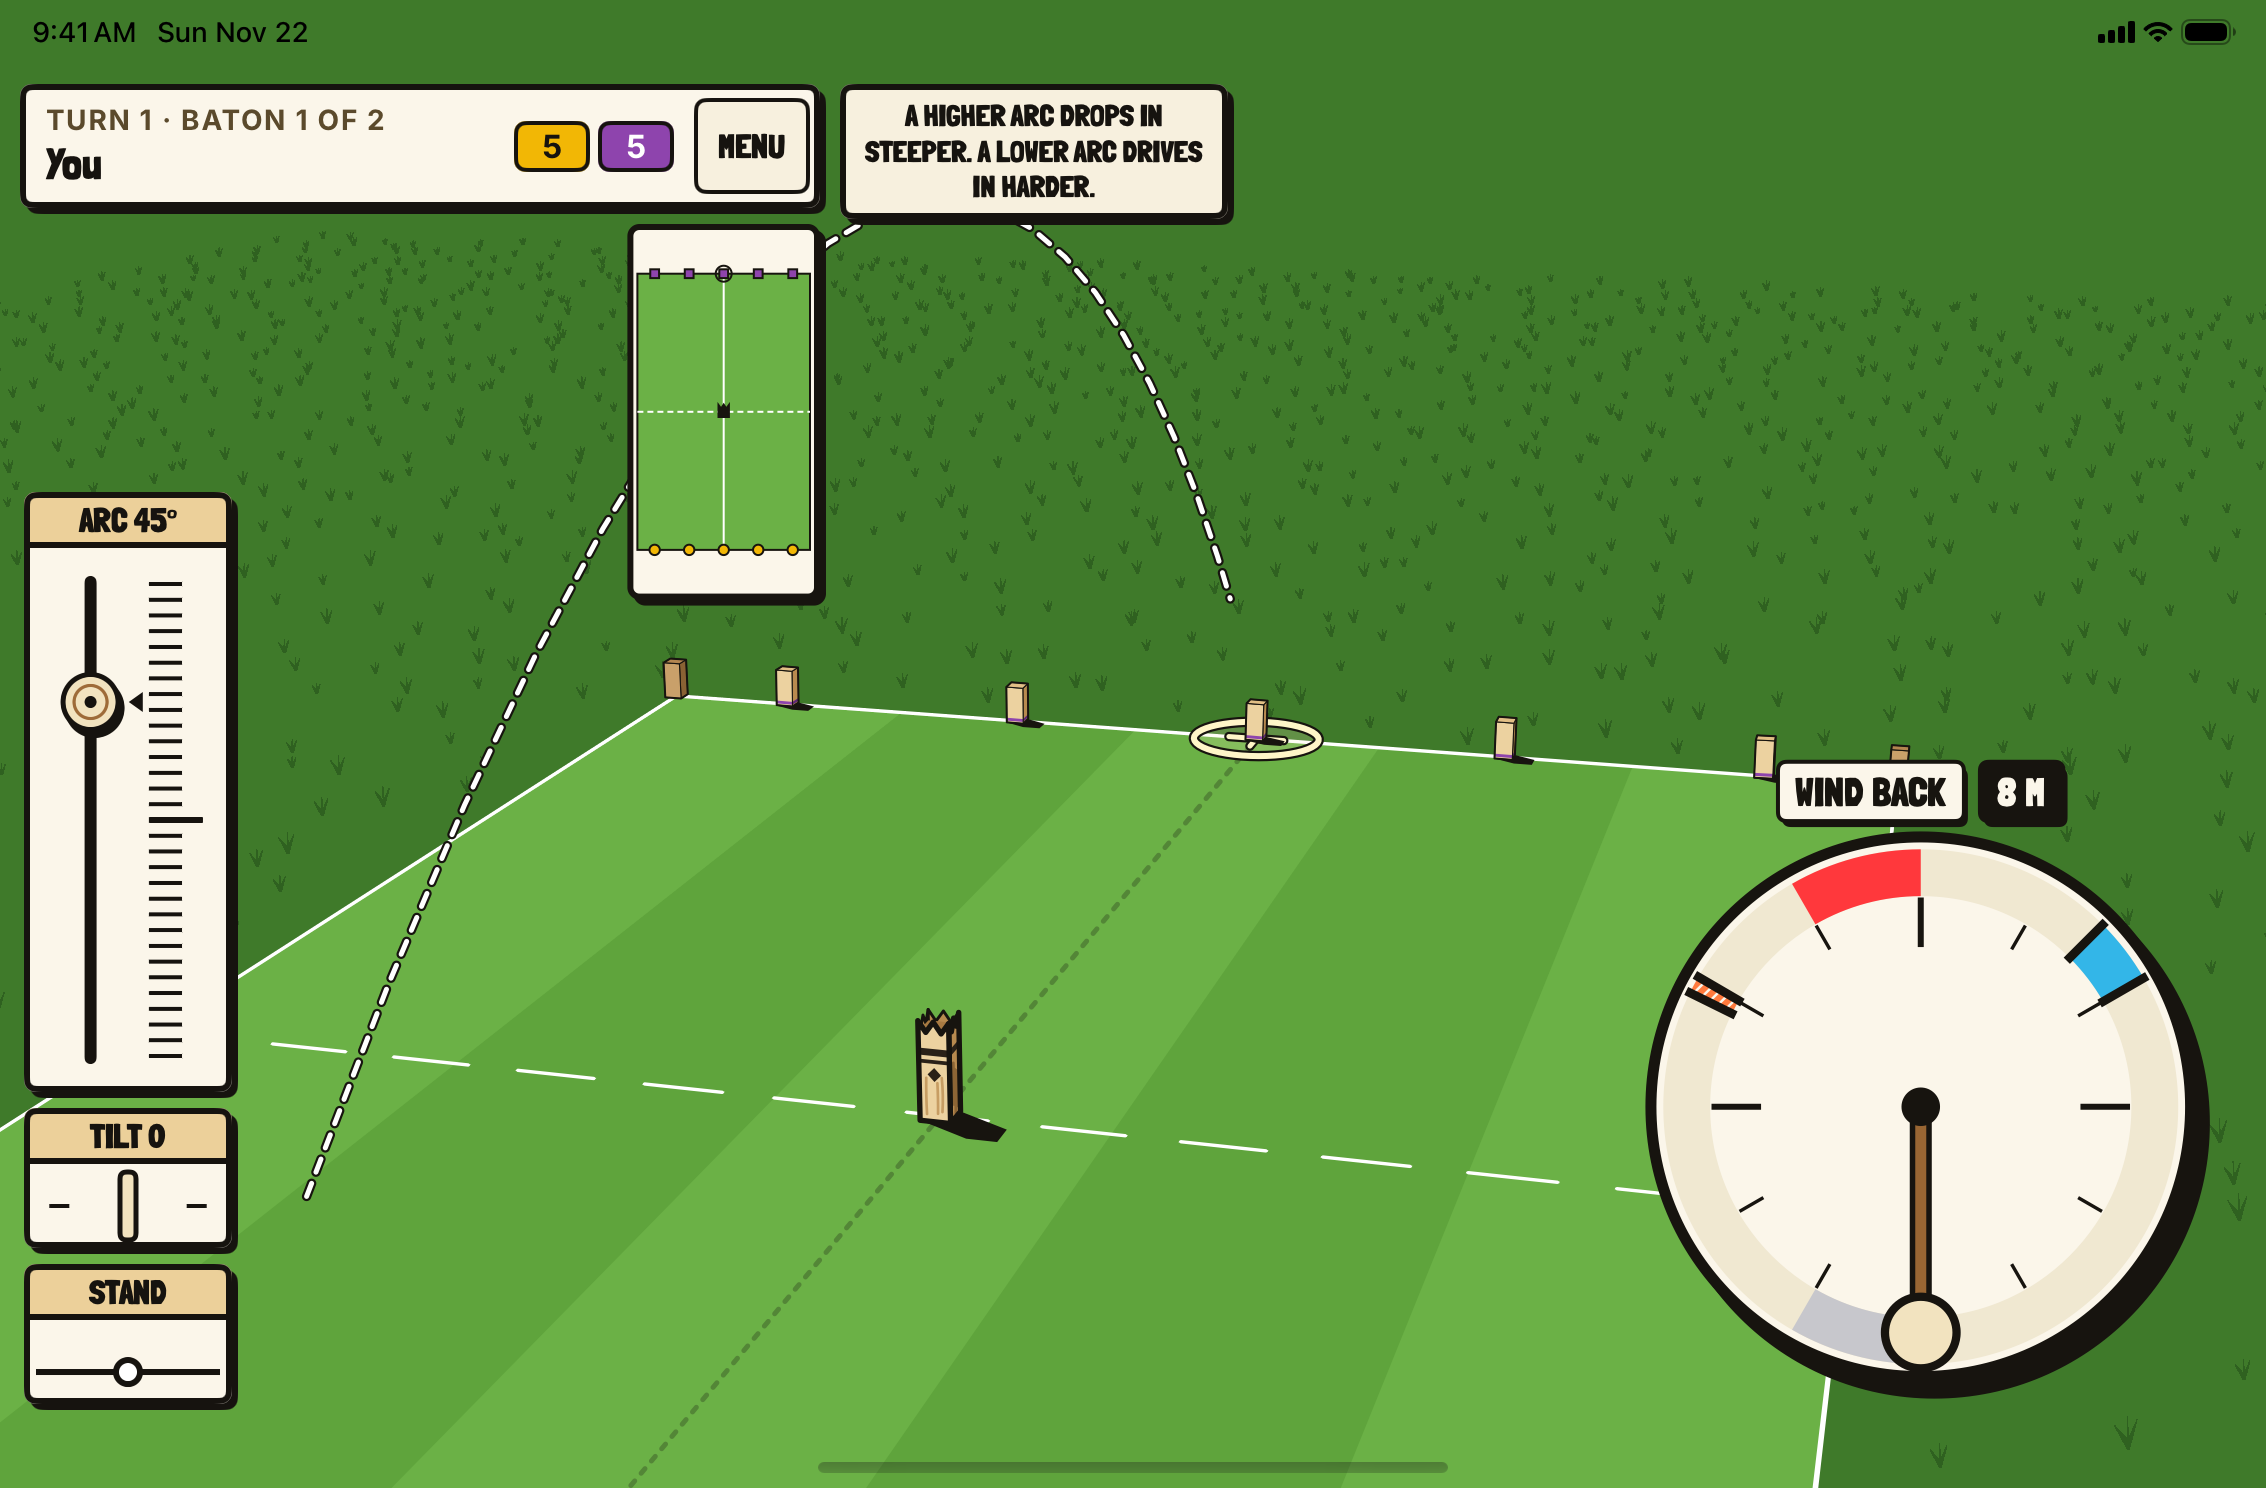 9:41 AM Sun Nov 22
TURN 1 · BATON 1 OF 2
You
5
5
MENU
A HIGHER ARC DROPS IN
STEEPER. A LOWER ARC DRIVES
IN HARDER.
ARC 45°
WIND BACK
8 M
TILT 0
STAND